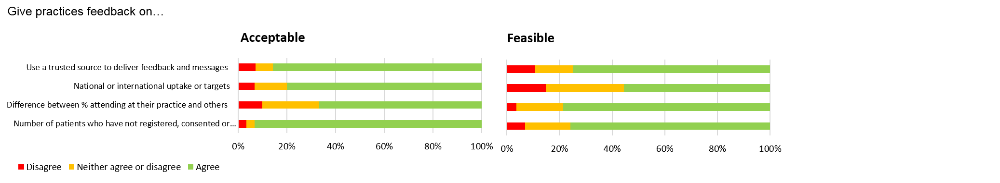 Give practices feedback on…
Acceptable
Feasible
Use a trusted source to deliver feedback and messages
National or international uptake or targets
Difference between % attending at their practice and others
Number of patients who have not registered, consented or...
0% 20% 40% 60% 80% 100%
0% 20% 40% 60% 80% 100%
Disagree Neither agree or disagree Agree